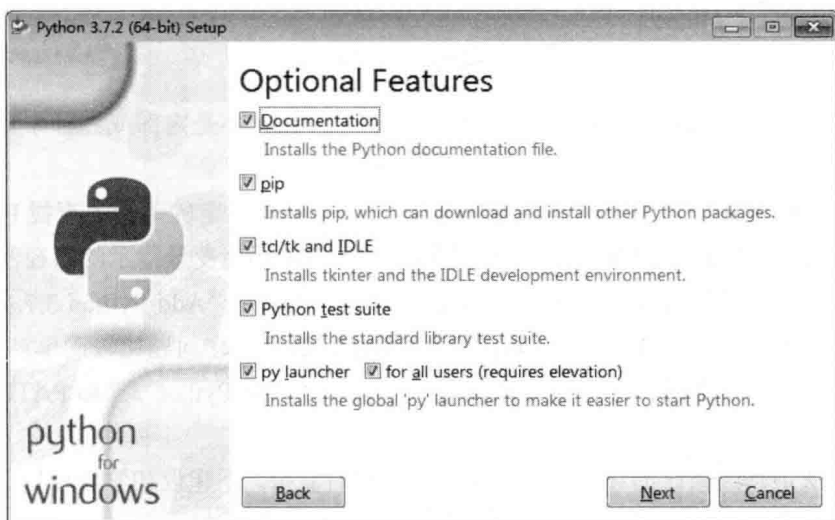 Python 3.7.2 (64-bit) Setup
Optional Features
Documentation
Installs the Python documentation file.
pip
Installs pip, which can download and install other Python packages.
tcl/tk and IDLE
Installs tkinter and the IDLE development environment.
Python test suite
Installs the standard library test suite.
py launcher for all users (requires elevation)
Installs the global 'py' launcher to make it easier to start Python.
python
for
windows
Back
Next
Cancel